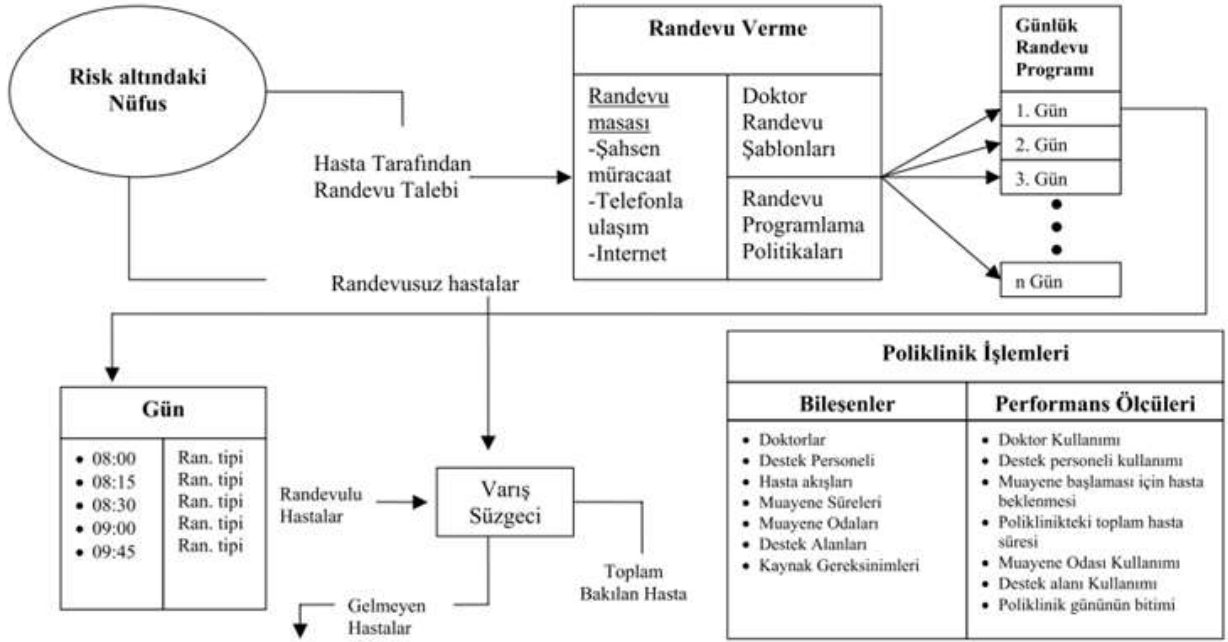 Risk altındaki
Nüfus
Hasta Tarafından
Randevu Talebi
Randevu Verme
Randevu
masası
-Şahsen
müracaat
-Telefonla
ulaşım
-Internet
Doktor
Randevu
Şablonları
Randevu
Programlama
Politikaları
Günlük
Randevu
Programı
1. Gün
2. Gün
3. Gün
n Gün
Randevusuz hastalar
Gün
08:00
08:15
08:30
09:00
09:45
Ran. tipi
Ran. tipi
Ran. tipi
Ran. tipi
Ran. tipi
Randevulu
Hastalar
Varış
Süzgeci
Gelmeyen
Hastalar
Toplam
Bakılan Hasta
Poliklinik İşlemleri
Bileşenler
Doktorlar
Destek Personeli
Hasta akışları
Muayene Süreleri
Muayene Odaları
Destek Alanları
Kaynak Gereksinimleri
Performans Ölçüleri
Doktor Kullanımı
Destek personeli kullanımı
Muayene başlaması için hasta
beklenmesi
Poliklinikteki toplam hasta
süresi
Muayene Odası Kullanımı
Destek alanı Kullanımı
Poliklinik gününün bitimi